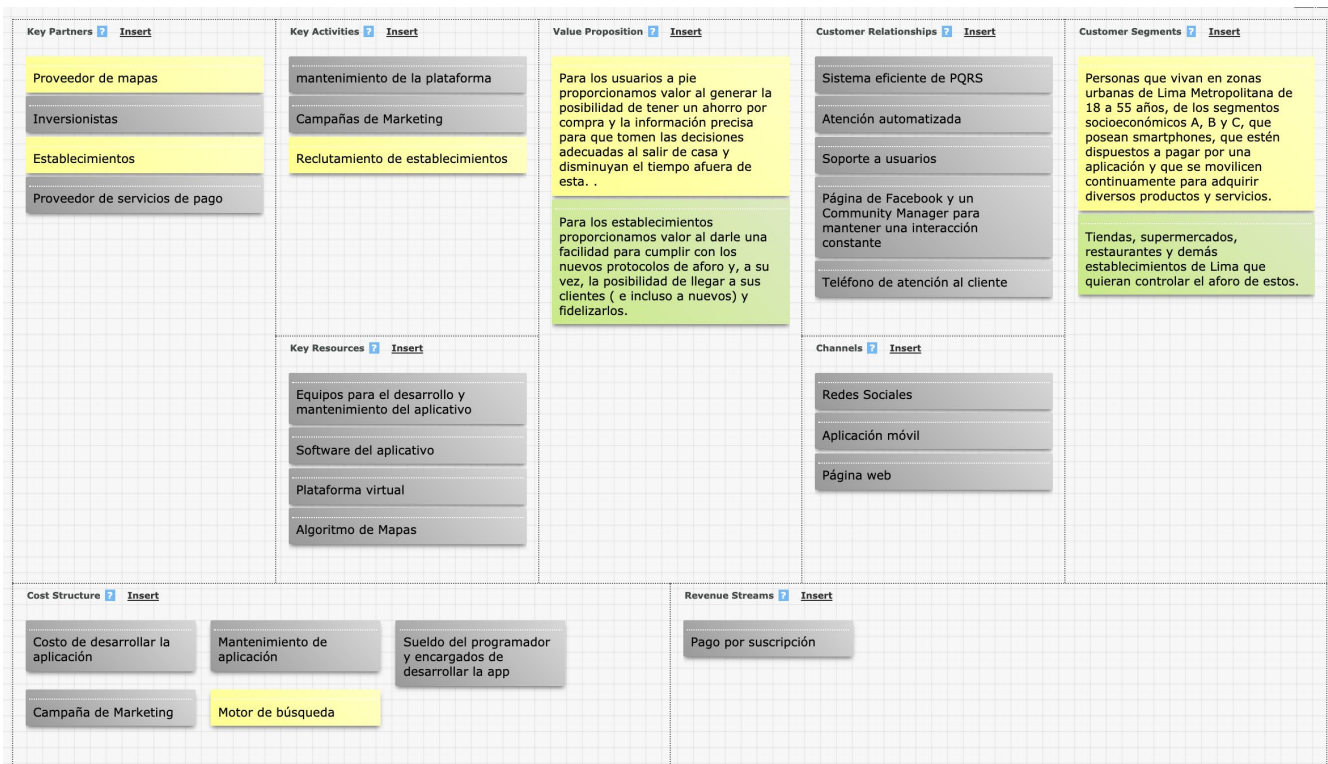 Key Partners ? Insert
Proveedor de mapas
Inversionistas
Establecimientos
Proveedor de servicios de pago
Key Activities ? Insert
mantenimiento de la plataforma
Campañas de Marketing
Reclutamiento de establecimientos
Key Resources ? Insert
Equipos para el desarrollo y
mantenimiento del aplicativo
Software del aplicativo
Plataforma virtual
Algoritmo de Mapas
Value Proposition ? Insert
Para los usuarios a pie
proporcionamos valor al generar la
posibilidad de tener un ahorro por
compra y la información precisa
para que tomen las decisiones
adecuadas al salir de casa y
disminuyan el tiempo afuera de
esta. .
Para los establecimientos
proporcionamos valor al darle una
facilidad para cumplir con los
nuevos protocolos de aforo y, a su
vez, la posibilidad de llegar a sus
clientes ( e incluso a nuevos) y
fidelizarlos.
Customer Relationships ? Insert
Sistema eficiente de PQRS
Atención automatizada
Soporte a usuarios
Página de Facebook y un
Community Manager para
mantener una interacción
constante
Teléfono de atención al cliente
Channels ? Insert
Redes Sociales
Aplicación móvil
Página web
Customer Segments ? Insert
Personas que vivan en zonas
urbanas de Lima Metropolitana de
18 a 55 años, de los segmentos
socioeconómicos A, B y C, que
posean smartphones, que estén
dispuestos a pagar por una
aplicación y que se movilicen
continuamente para adquirir
diversos productos y servicios.
Tiendas, supermercados,
restaurantes y demás
establecimientos de Lima que
quieran controlar el aforo de estos.
Cost Structure ? Insert
Costo de desarrollar la
aplicación
Mantenimiento de
aplicación
Sueldo del programador
y encargados de
desarrollar la app
Campaña de Marketing
Motor de búsqueda
Revenue Streams ? Insert
Pago por suscripción